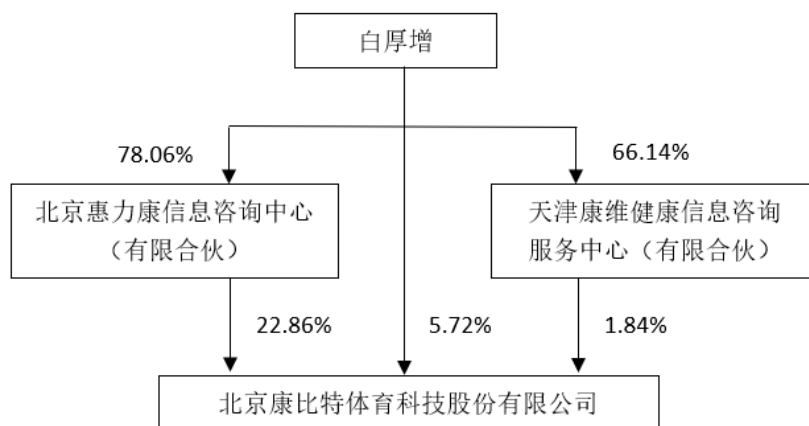 白厚增
78.06%
66.14%
北京惠力康信息咨询中心
（有限合伙）
天津康维健康信息咨询
服务中心（有限合伙）
22.86%
5.72%
1.84%
北京康比特体育科技股份有限公司